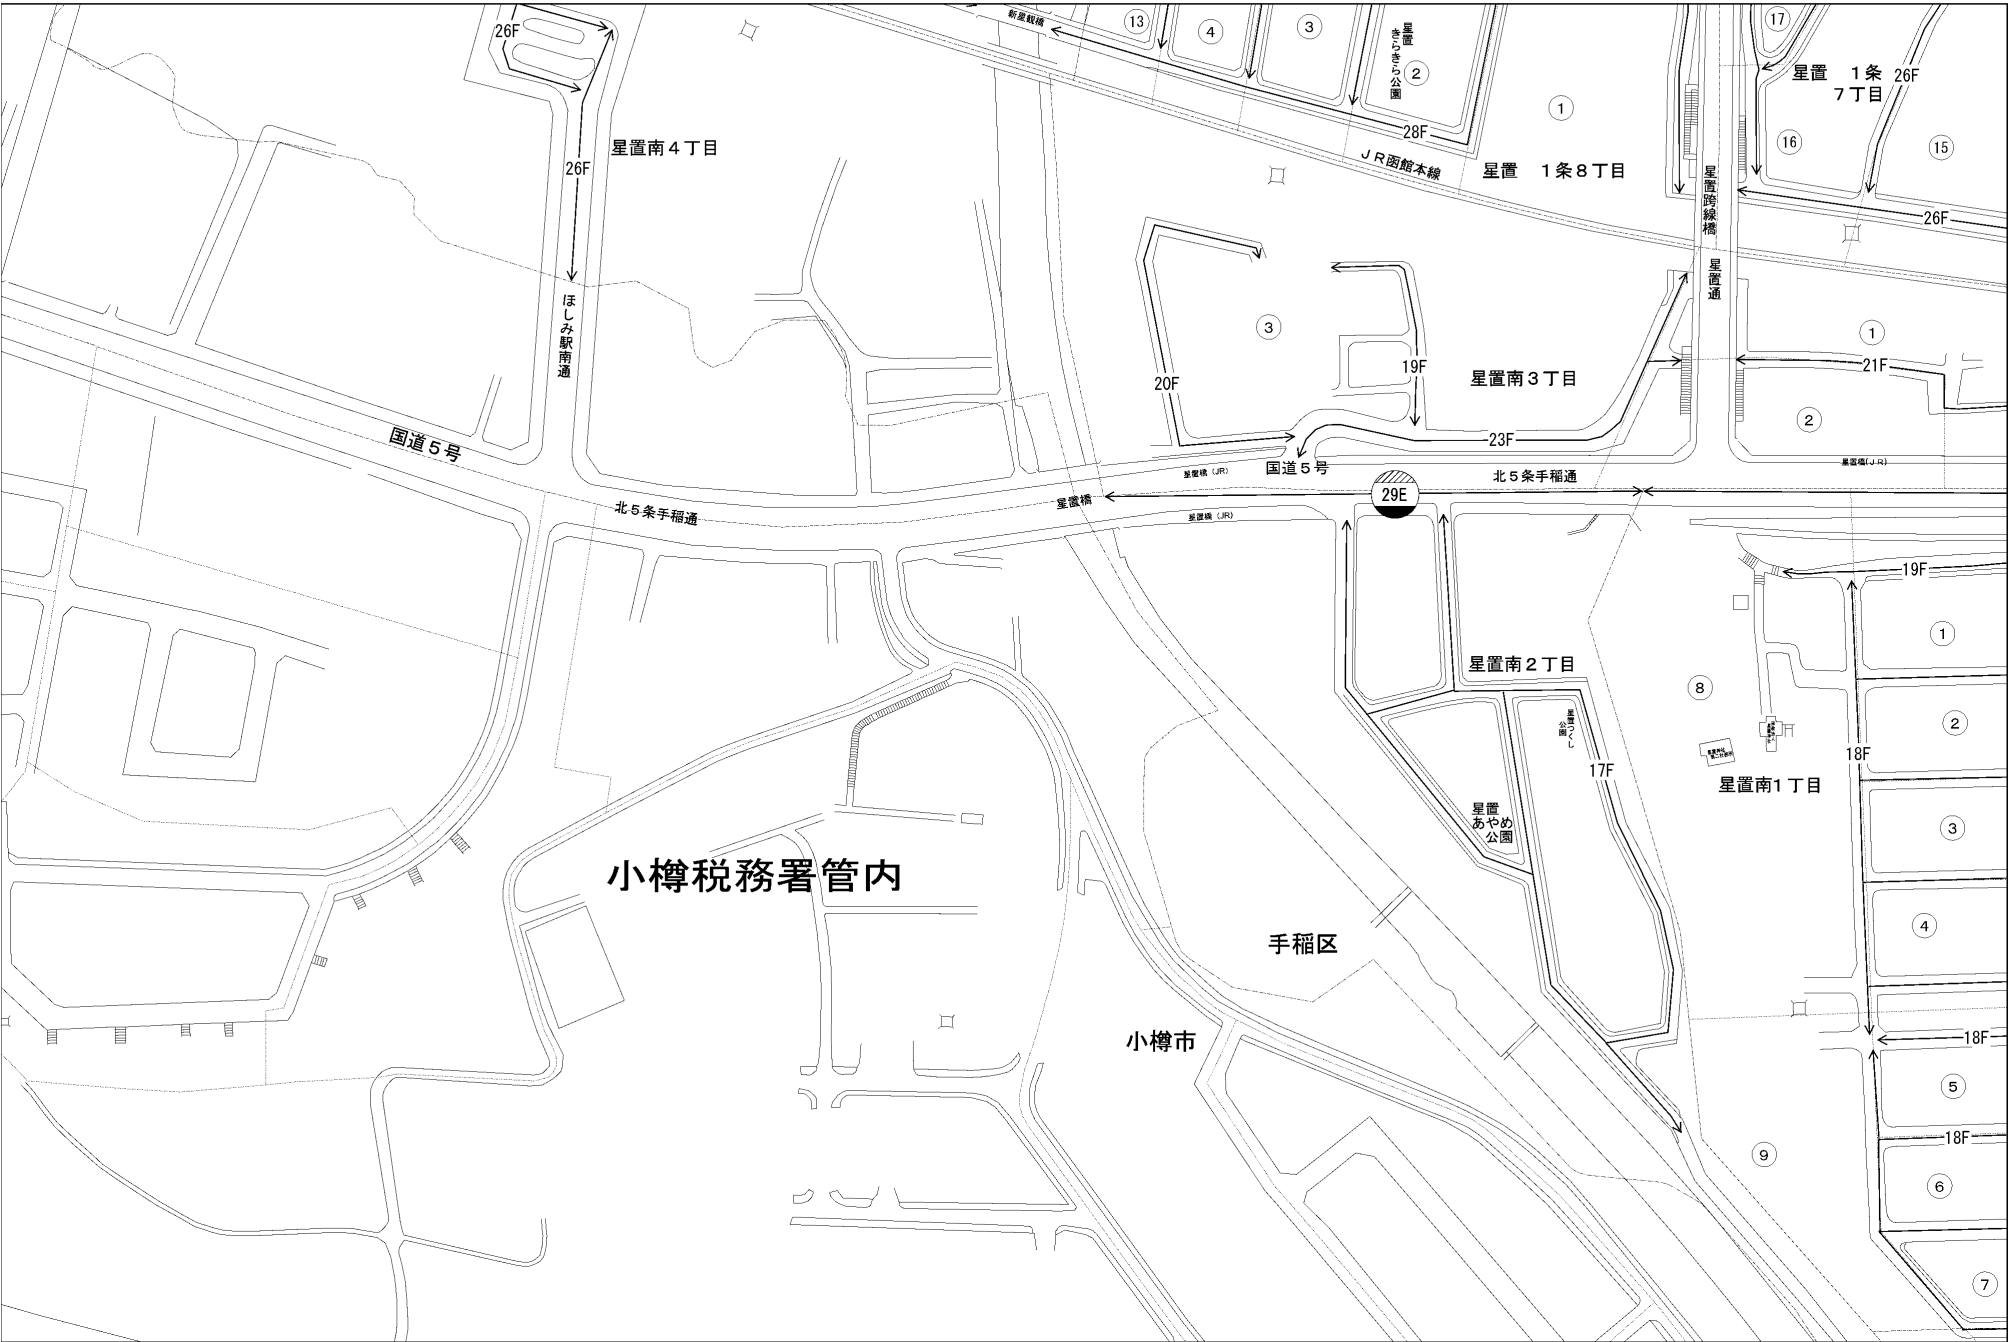 新星観橋
13
4
3
星置
きらきら公園
2
1
17
星置 1条
7丁目
26F
16
15
26F
26F
星置南4丁目
28F
JR函館本線
星置 1条8丁目
星置跨線橋
26F
星置通
ほしみ駅南通
3
1
20F
19F
星置南3丁目
21F
2
国道5号
23F
星置橋(JR)
国道5号
北5条手稲通
星置橋(JR)
29E
星置橋
北5条手稲通
星置橋(JR)
19F
1
星置南2丁目
8
星置つくし
公園
2
18F
17F
星置南1丁目
星置
あやめ
公園
3
小樽税務署管内
4
手稲区
小樽市
18F
5
18F
9
6
7